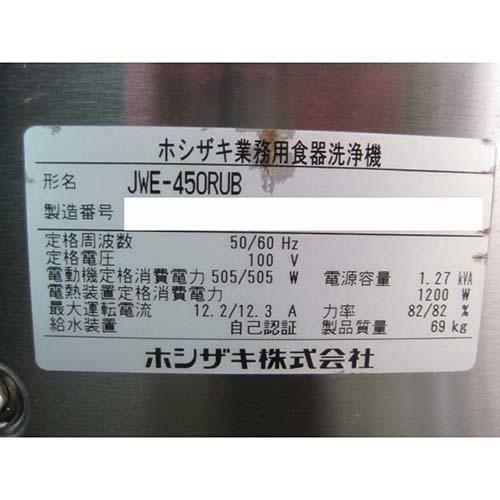 ホシザキ業務用食器洗浄機
形名 JWE-450RUB
製造番号
定格周波数 50/60 Hz
定格電圧 100 V
電動機定格消費電力 505/505 W 電源容量 1.27 kVA
電熱装置定格消費電力 1200 W
最大運転電流 12.2/12.3 A 力率 82/82 %
給水装置 自己認証 製品質量 69 kg
ホシザキ株式会社